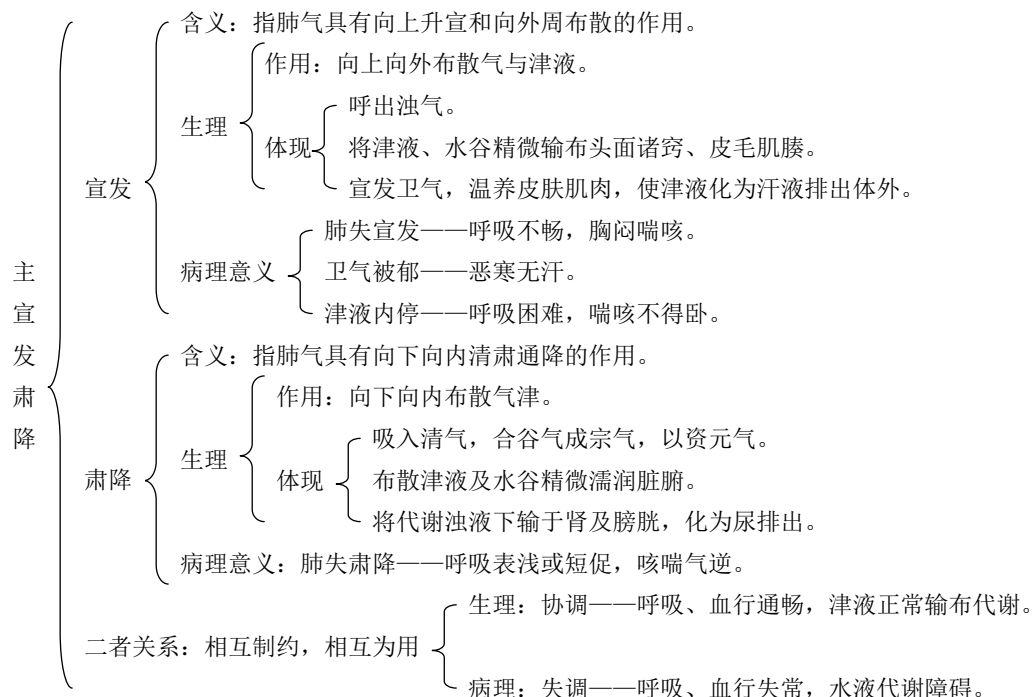 含义：指肺气具有向上升宣和向外周布散的作用。
作用：向上向外布散气与津液。
呼出浊气。
生理
体现
将津液、水谷精微输布头面诸窍、皮毛肌腠。
宣发
宣发卫气，温养皮肤肌肉，使津液化为汗液排出体外。
肺失宣发——呼吸不畅，胸闷喘咳。
病理意义
卫气被郁——恶寒无汗。
津液内停——呼吸困难，喘咳不得卧。
主宣发肃降
含义：指肺气具有向下向内清肃通降的作用。
作用：向下向内布散气津。
吸入清气，合谷气成宗气，以资元气。
生理
体现
布散津液及水谷精微濡润脏腑。
肃降
将代谢浊液下输于肾及膀胱，化为尿排出。
病理意义：肺失肃降——呼吸表浅或短促，咳喘气逆。
生理：协调——呼吸、血行通畅，津液正常输布代谢。
二者关系：相互制约，相互为用
病理：失调——呼吸、血行失常，水液代谢障碍。